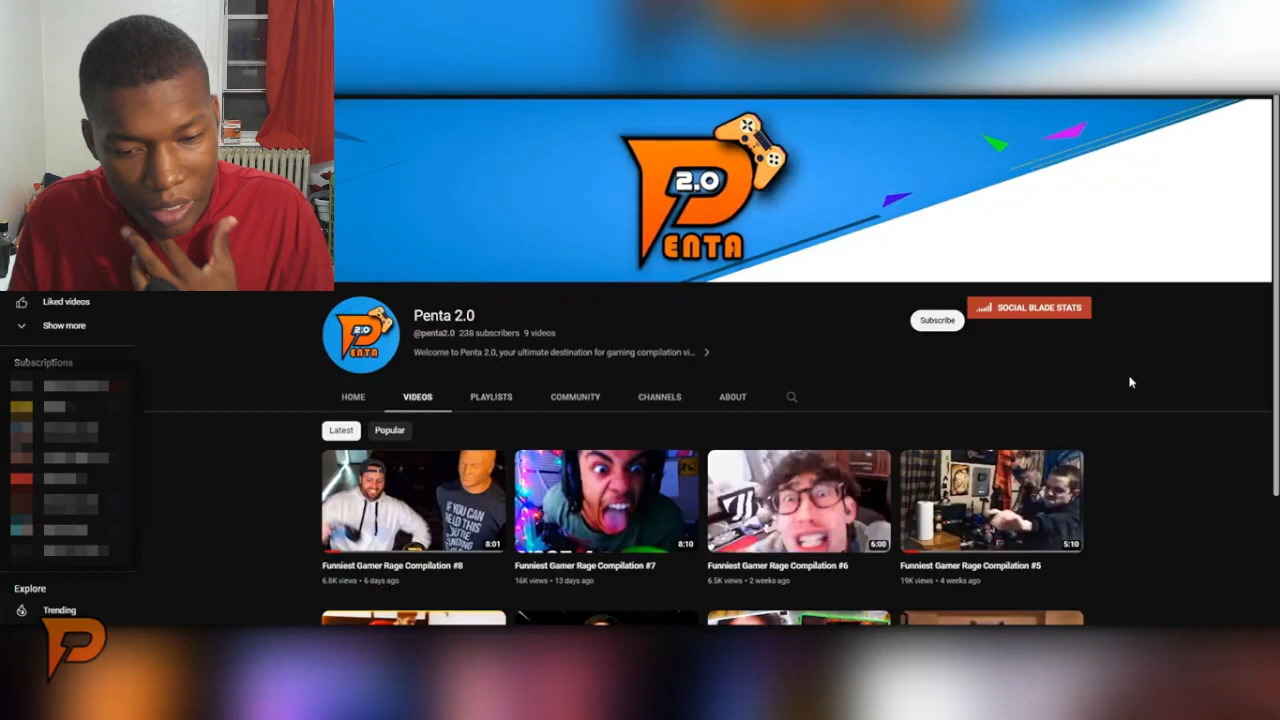 2.0
ENTA
Liked videos
Show more
Subscriptions
Explore
Trending
2.0
ENTA
Penta 2.0
@penta2.0 238 subscribers 9 videos
Welcome to Penta 2.0, your ultimate destination for gaming compilation vi...
Subscribe
SOCIAL BLADE STATS
HOME VIDEOS PLAYLISTS COMMUNITY CHANNELS ABOUT
Latest Popular
IF YOU CAN
8:01
8:10
6:00
5:10
Funniest Gamer Rage Compilation #8
6.8K views • 6 days ago
Funniest Gamer Rage Compilation #7
16K views • 13 days ago
Funniest Gamer Rage Compilation #6
6.5K views • 2 weeks ago
Funniest Gamer Rage Compilation #5
19K views • 4 weeks ago